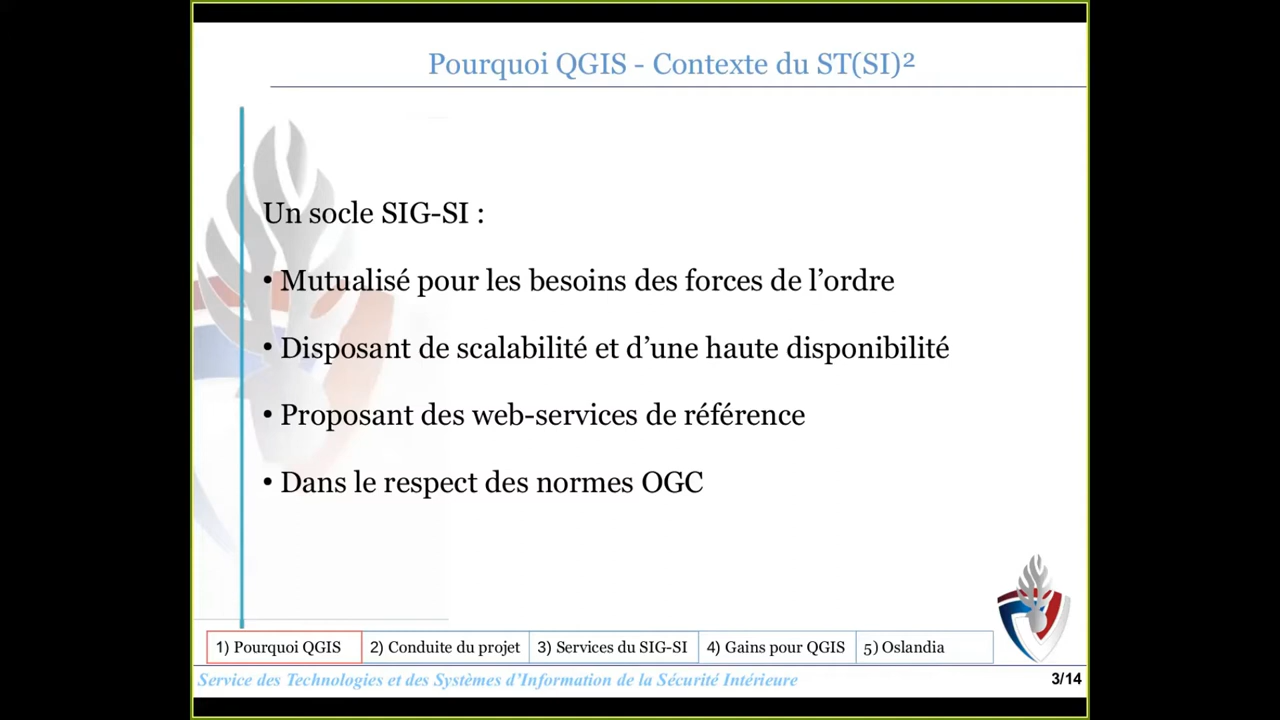 Pourquoi QGIS - Contexte du ST(SI)²
Un socle SIG-SI :
• Mutualisé pour les besoins des forces de l’ordre
• Disposant de scalabilité et d’une haute disponibilité
• Proposant des web-services de référence
• Dans le respect des normes OGC
1) Pourquoi QGIS
2) Conduite du projet
3) Services du SIG-SI
4) Gains pour QGIS
5) Oslandia
Service des Technologies et des Systèmes d’Information de la Sécurité Intérieure
3/14